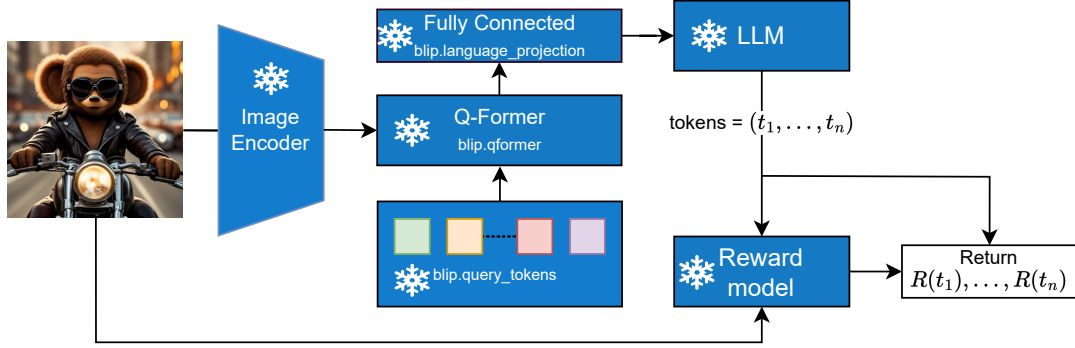 Fully Connected
blip.language_projection
LLM
Image
Encoder
Q-Former
blip.qformer
tokens = (t₁, . . . , tₙ)
blip.query_tokens
Reward
model
Return
R(t₁), . . . , R(tₙ)